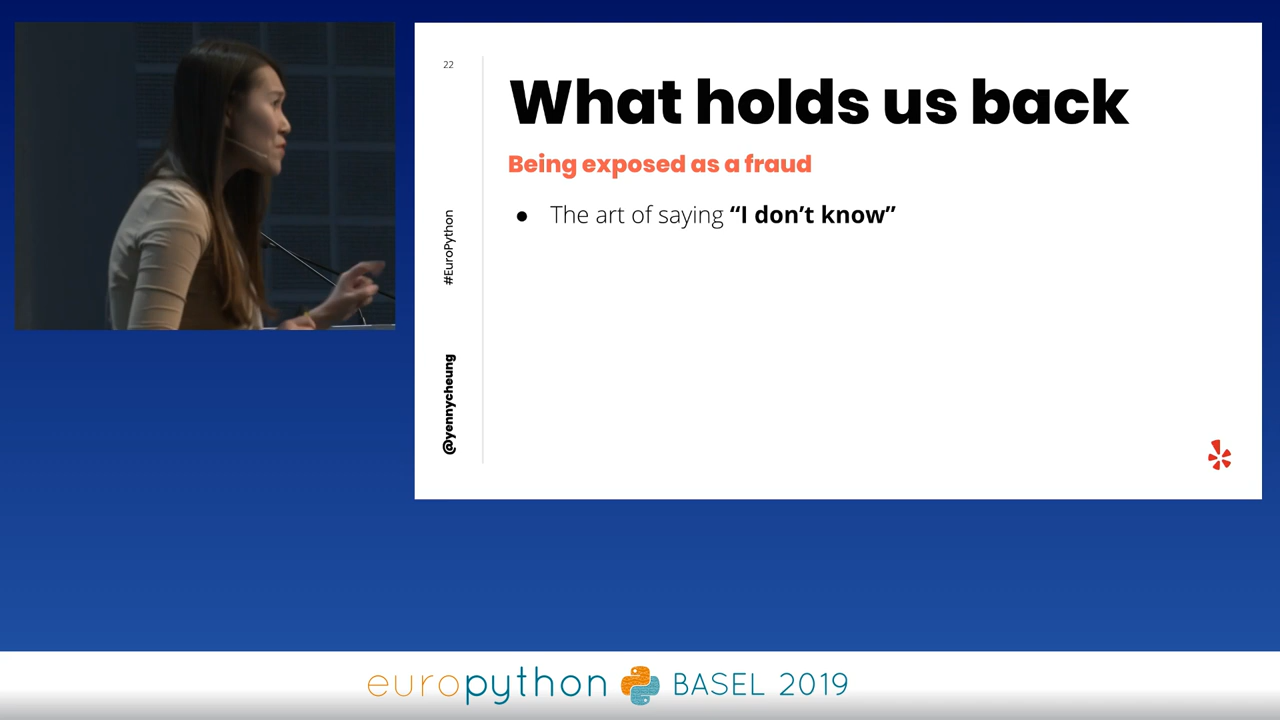 22
What holds us back
Being exposed as a fraud
● The art of saying “I don’t know”
#EuroPython
@yennycheung
europython BASEL 2019